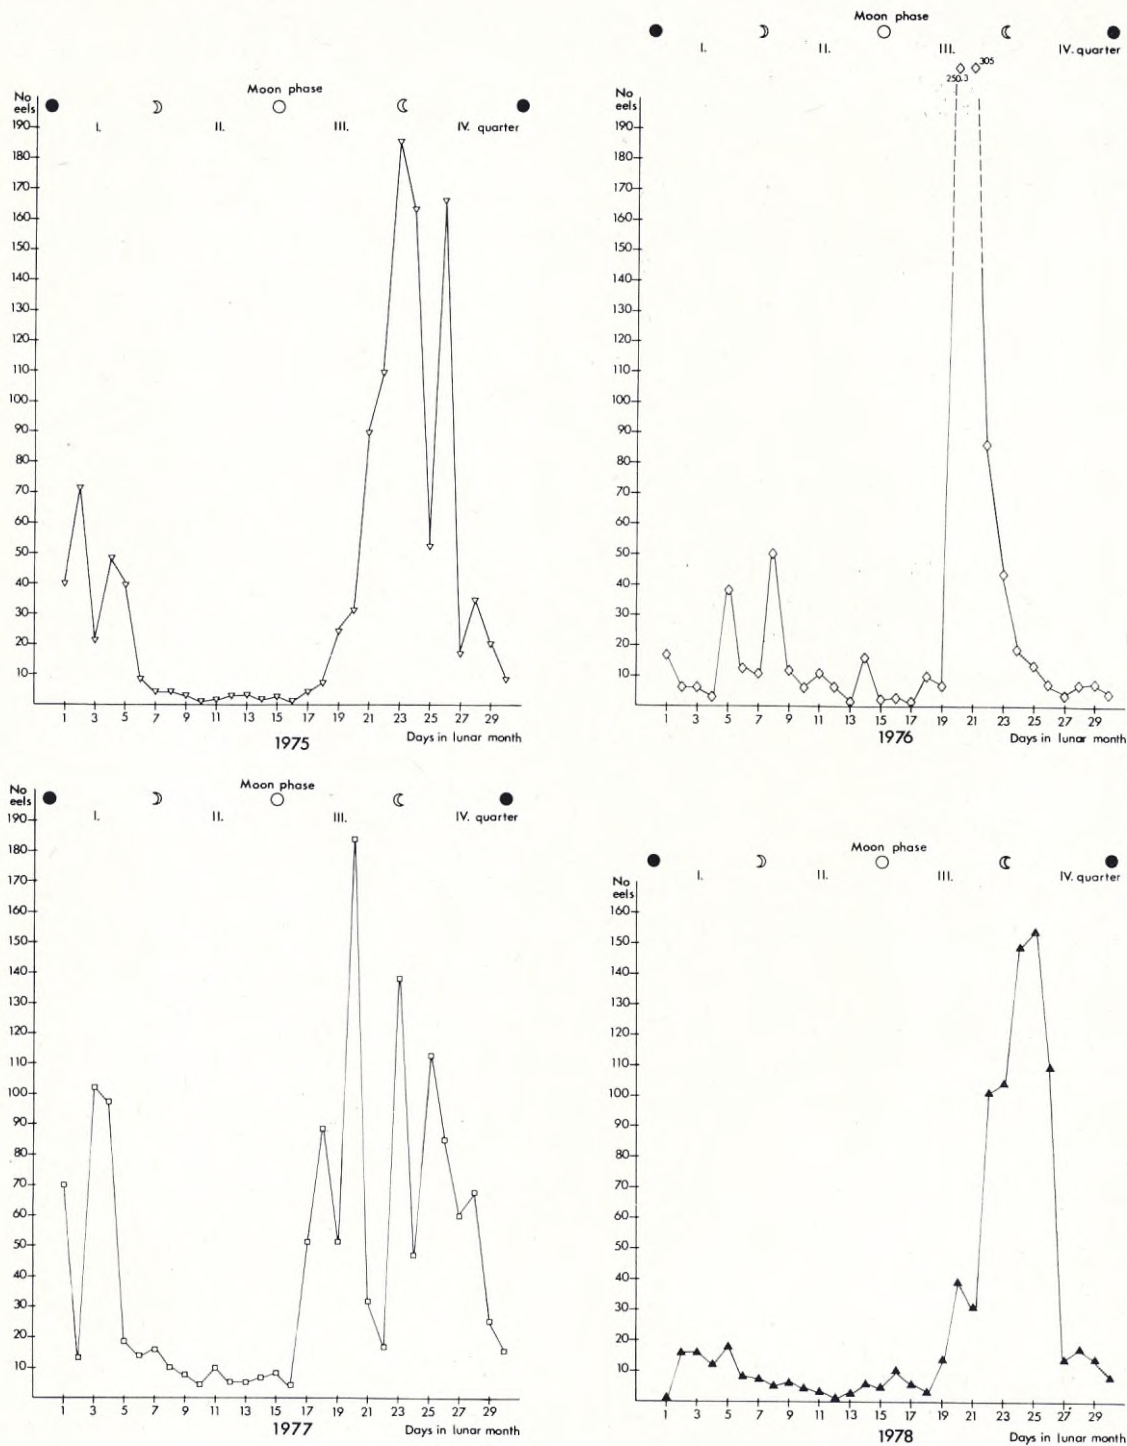 Moon phase
No
eels
I.
II.
III.
IV. quarter
190
180
170
160
150
140
130
120
110
100
90
80
70
60
50
40
30
20
10
1 3 5 7 9 11 13 15 17 19 21 23 25 27 29
1975
Days in lunar month
Moon phase
I.
II.
III.
IV. quarter
250.3
305
No
eels
190
180
170
160
150
140
130
120
110
100
90
80
70
60
50
40
30
20
10
1 3 5 7 9 11 13 15 17 19 21 23 25 27 29
1976
Days in lunar month
Moon phase
No
eels
I.
II.
III.
IV. quarter
190
180
170
160
150
140
130
120
110
100
90
80
70
60
50
40
30
20
10
1 3 5 7 9 11 13 15 17 19 21 23 25 27 29
1977
Days in lunar month
Moon phase
I.
II.
III.
IV. quarter
No
eels
160
150
140
130
120
110
100
90
80
70
60
50
40
30
20
10
1 3 5 7 9 11 13 15 17 19 21 23 25 27 29
1978
Days in lunar month